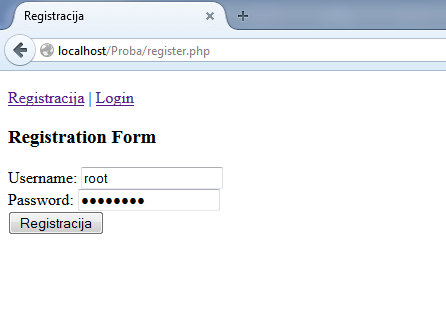 Registracija
localhost/Proba/register.php
Registracija | Login
Registration Form
Username: root
Password: ●●●●●●●●
Registracija